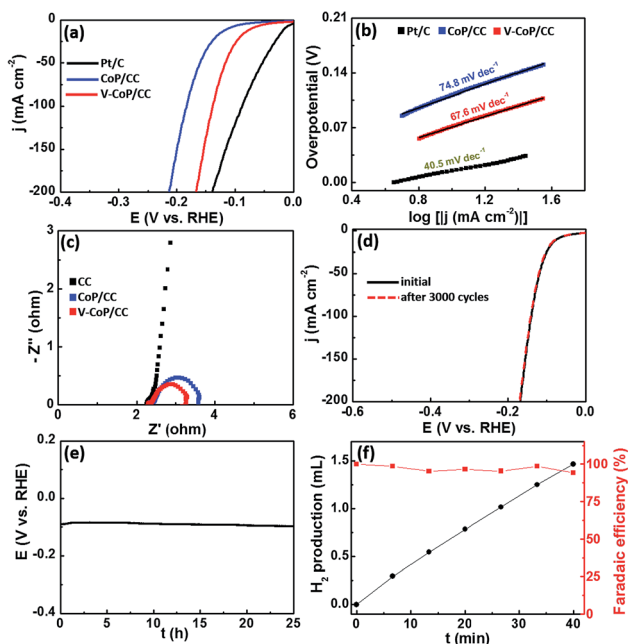 (a)
Pt/C
CoP/CC
V-CoP/CC
j (mA cm⁻²)
0
-50
-100
-150
-200
-0.4 -0.3 -0.2 -0.1 0.0
E (V vs. RHE)
(b)
Pt/C CoP/CC V-CoP/CC
74.8 mV dec⁻¹
67.6 mV dec⁻¹
40.5 mV dec⁻¹
Overpotential (V)
0.21
0.14
0.07
0.00
0.4 0.8 1.2 1.6 2.0
log [|j (mA cm⁻²)|]
(c)
CC
CoP/CC
V-CoP/CC
- Z'' (ohm)
3
2
1
0
0 2 4 6
Z' (ohm)
(d)
initial
after 3000 cycles
j (mA cm⁻²)
0
-50
-100
-150
-200
-0.6 -0.4 -0.2 0.0
E (V vs. RHE)
(e)
E (V vs. RHE)
0.2
0.0
-0.2
-0.4
0 5 10 15 20 25
t (h)
(f)
H₂ production (mL)
1.5
1.0
0.5
0.0
0 10 20 30 40
t (min)
100
75
50
25
0
Faradaic efficiency (%)